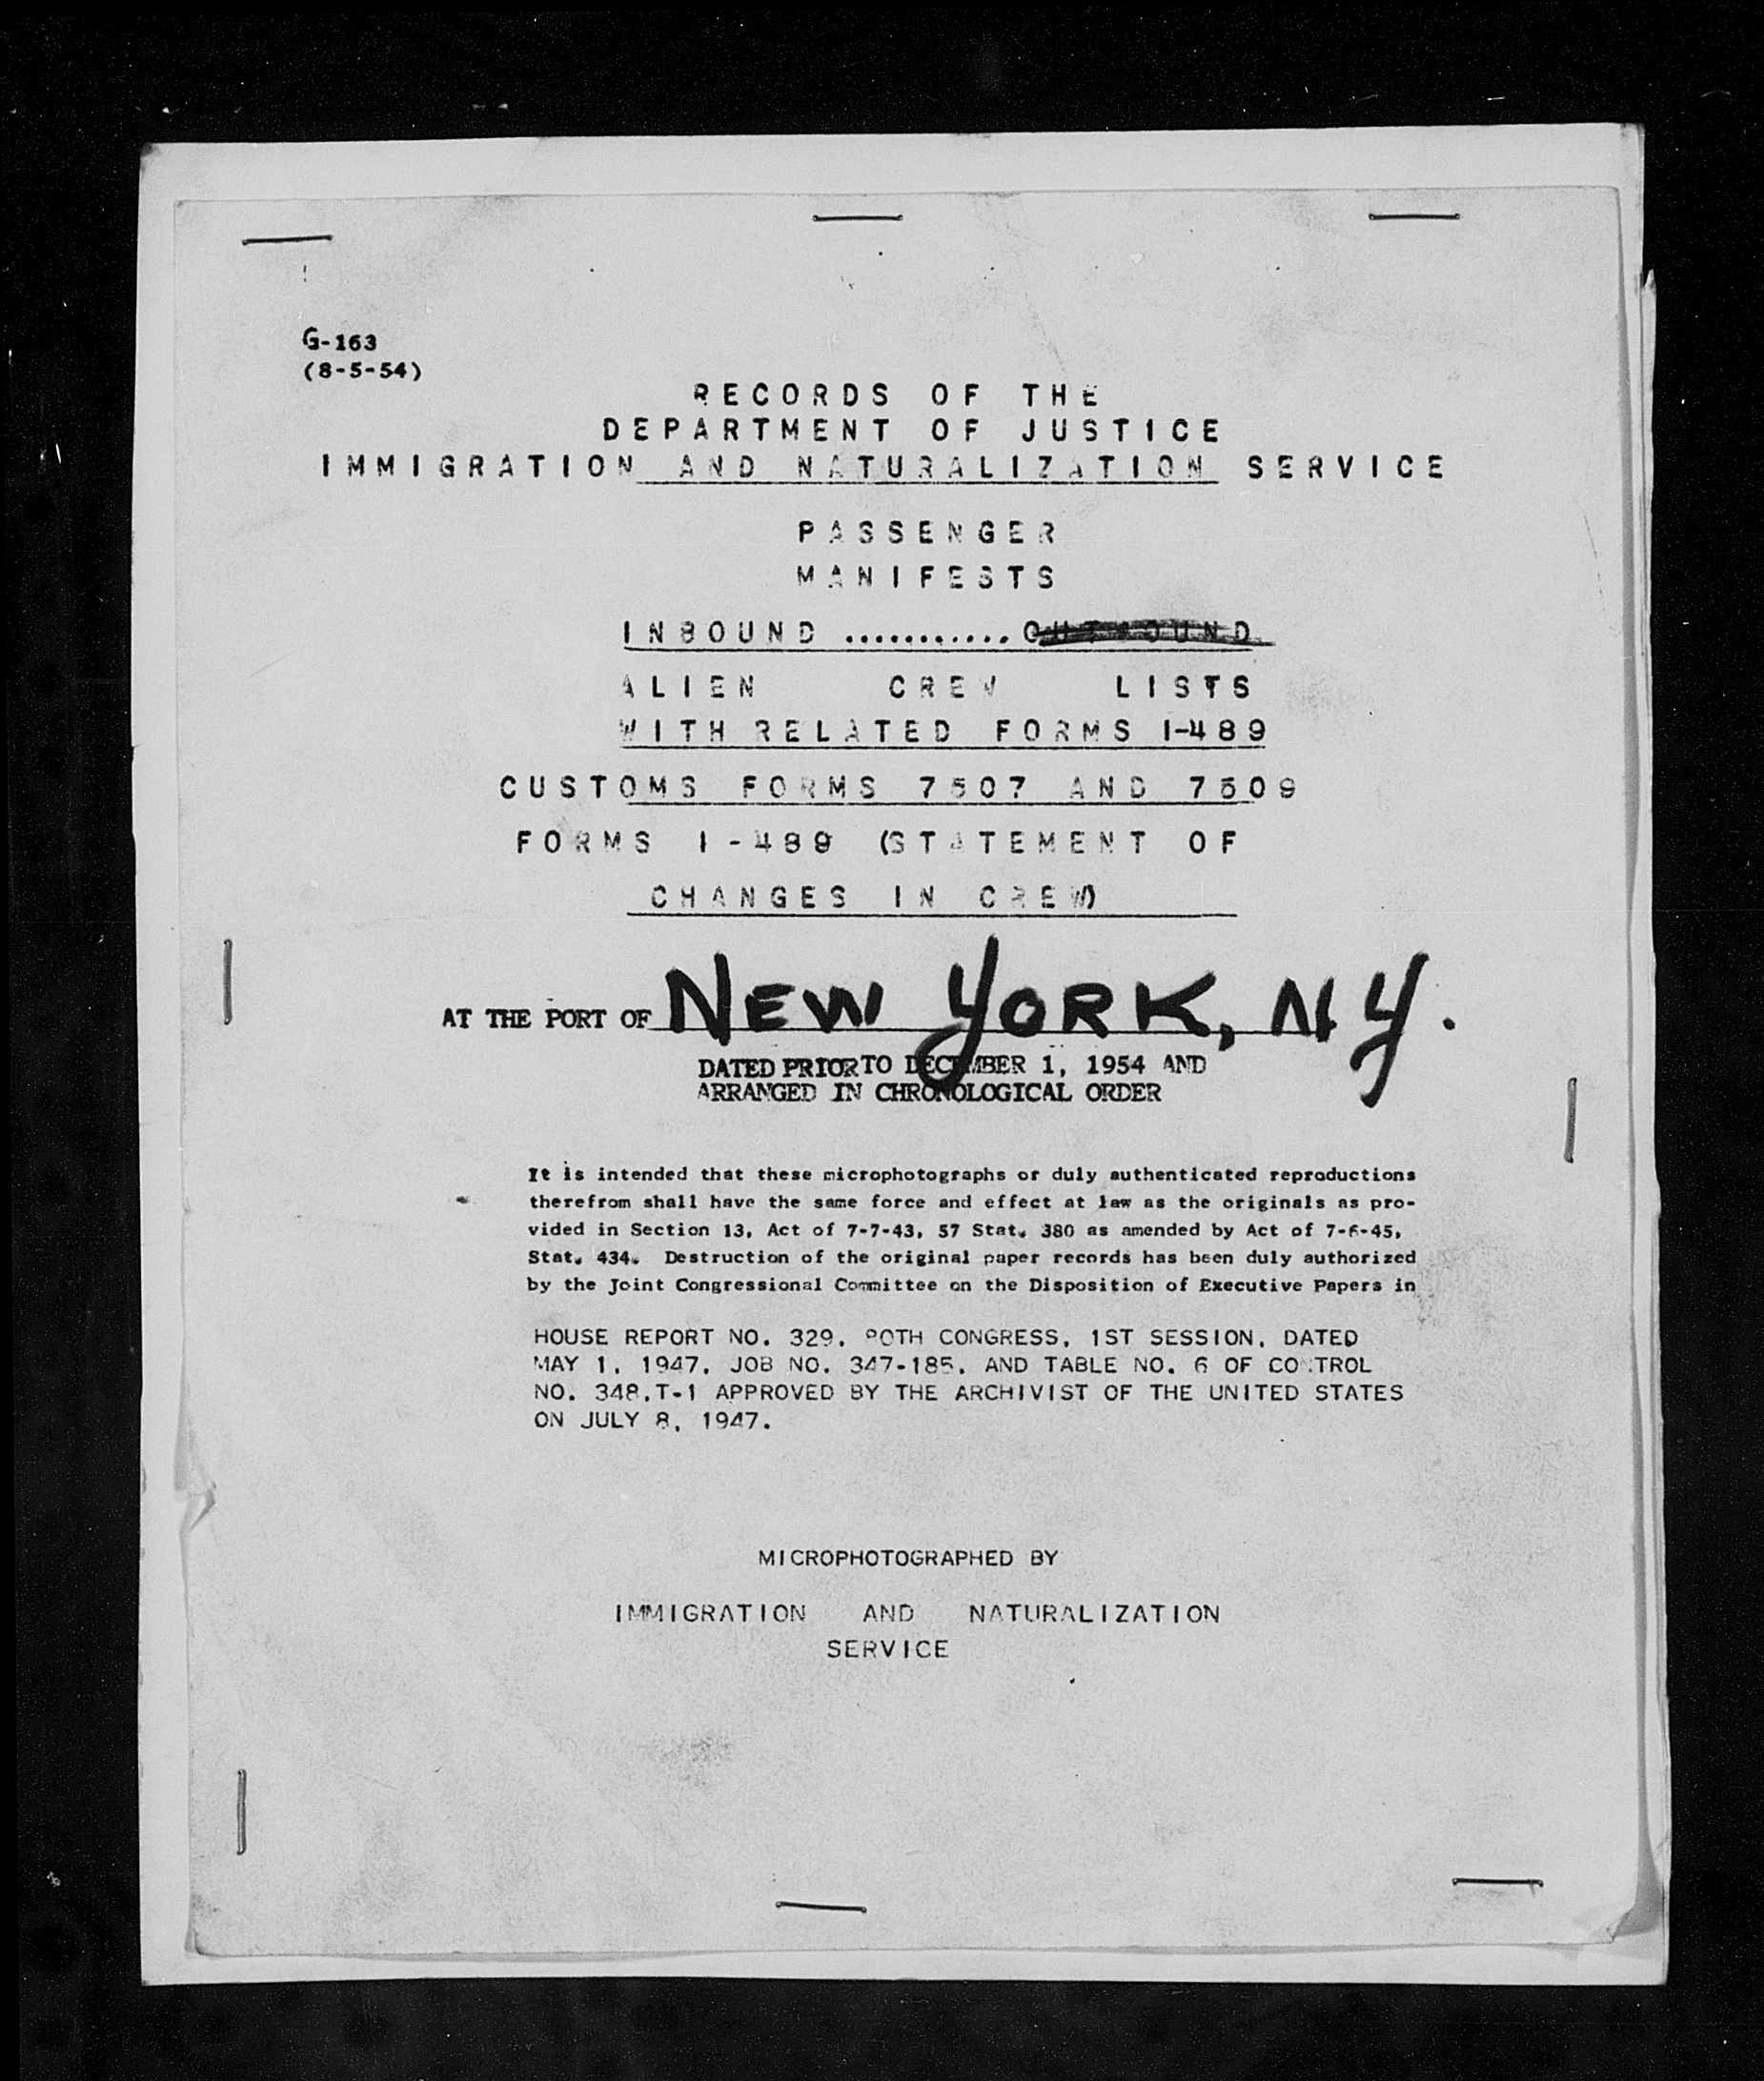 G-163
(8-5-54)
RECORDS OF THE
DEPARTMENT OF JUSTICE
IMMIGRATION AND NATURALIZATION SERVICE
PASSENGER
MANIFESTS
INBOUND ...........OUTBOUND
ALIEN CREW LISTS
WITH RELATED FORMS I-489
CUSTOMS FORMS 7507 AND 7509
FORMS I-489 (STATEMENT OF
CHANGES IN CREW)
AT THE PORT OF NEW YORK, NY.
DATED PRIOR TO DECEMBER 1, 1954 AND
ARRANGED IN CHRONOLOGICAL ORDER
It is intended that these microphotographs or duly authenticated reproductions
therefrom shall have the same force and effect at law as the originals as pro-
vided in Section 13, Act of 7-7-43, 57 Stat. 380 as amended by Act of 7-6-45,
Stat. 434. Destruction of the original paper records has been duly authorized
by the Joint Congressional Committee on the Disposition of Executive Papers in
HOUSE REPORT NO. 329, 80TH CONGRESS, 1ST SESSION, DATED
MAY 1, 1947, JOB NO. 347-185, AND TABLE NO. 6 OF CONTROL
NO. 348,T-1 APPROVED BY THE ARCHIVIST OF THE UNITED STATES
ON JULY 8, 1947.
MICROPHOTOGRAPHED BY
IMMIGRATION AND NATURALIZATION
SERVICE